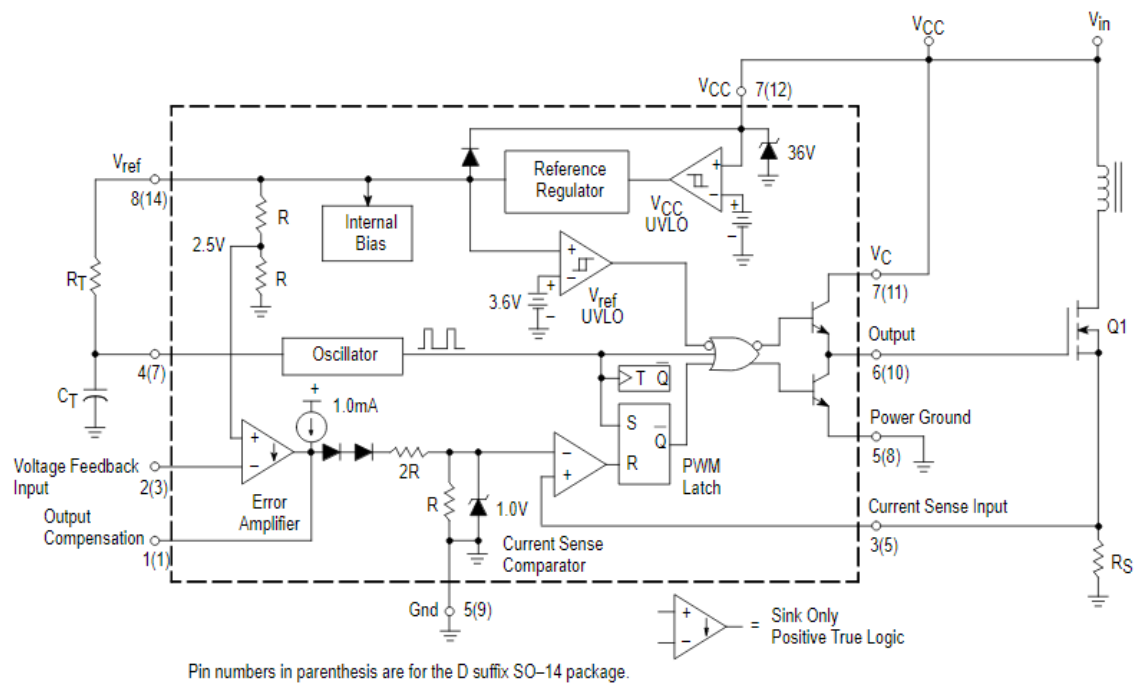 VCC
Vin
VCC 7(12)
Vref
8(14)
Reference
Regulator
36V
+
−
+
−
VCC
UVLO
R
Internal
Bias
2.5V
R
RT
+
−
+
−
3.6V
Vref
UVLO
VC
7(11)
Q1
Output
6(10)
4(7)
Oscillator
T Q
CT
+
1.0mA
S
Q
R
PWM
Latch
Power Ground
5(8)
+
−
−
+
Voltage Feedback
Input
2(3)
Error
Amplifier
2R
R
1.0V
Output
Compensation
1(1)
Current Sense
Comparator
Current Sense Input
3(5)
RS
Gnd
5(9)
+
−
= Sink Only
Positive True Logic
Pin numbers in parenthesis are for the D suffix SO–14 package.